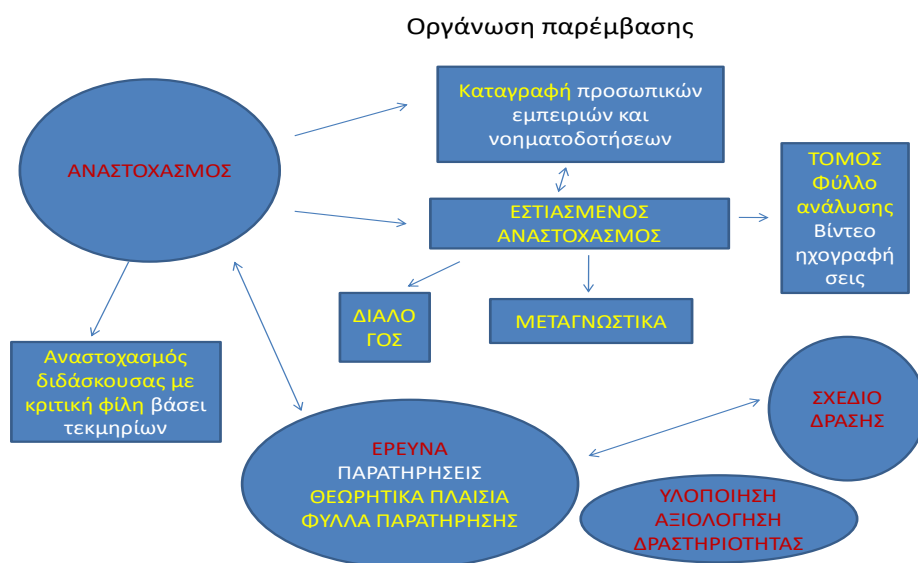 Οργάνωση παρέμβασης
ΑΝΑΣΤΟΧΑΣΜΟΣ
Καταγραφή προσωπικών
εμπειριών και
νοηματοδοτήσεων
ΕΣΤΙΑΣΜΕΝΟΣ
ΑΝΑΣΤΟΧΑΣΜΟΣ
ΤΟΜΟΣ
Φύλλο
ανάλυσης
Βίντεο
ηχογραφή
σεις
ΔΙΑΛΟ
ΓΟΣ
ΜΕΤΑΓΝΩΣΤΙΚΑ
Αναστοχασμός
διδάσκουσας με
κριτική φίλη βάσει
τεκμηρίων
ΕΡΕΥΝΑ
ΠΑΡΑΤΗΡΗΣΕΙΣ
ΘΕΩΡΗΤΙΚΑ ΠΛΑΙΣΙΑ
ΦΥΛΛΑ ΠΑΡΑΤΗΡΗΣΗΣ
ΣΧΕΔΙΟ
ΔΡΑΣΗΣ
ΥΛΟΠΟΙΗΣΗ
ΑΞΙΟΛΟΓΗΣΗ
ΔΡΑΣΤΗΡΙΟΤΗΤΑΣ